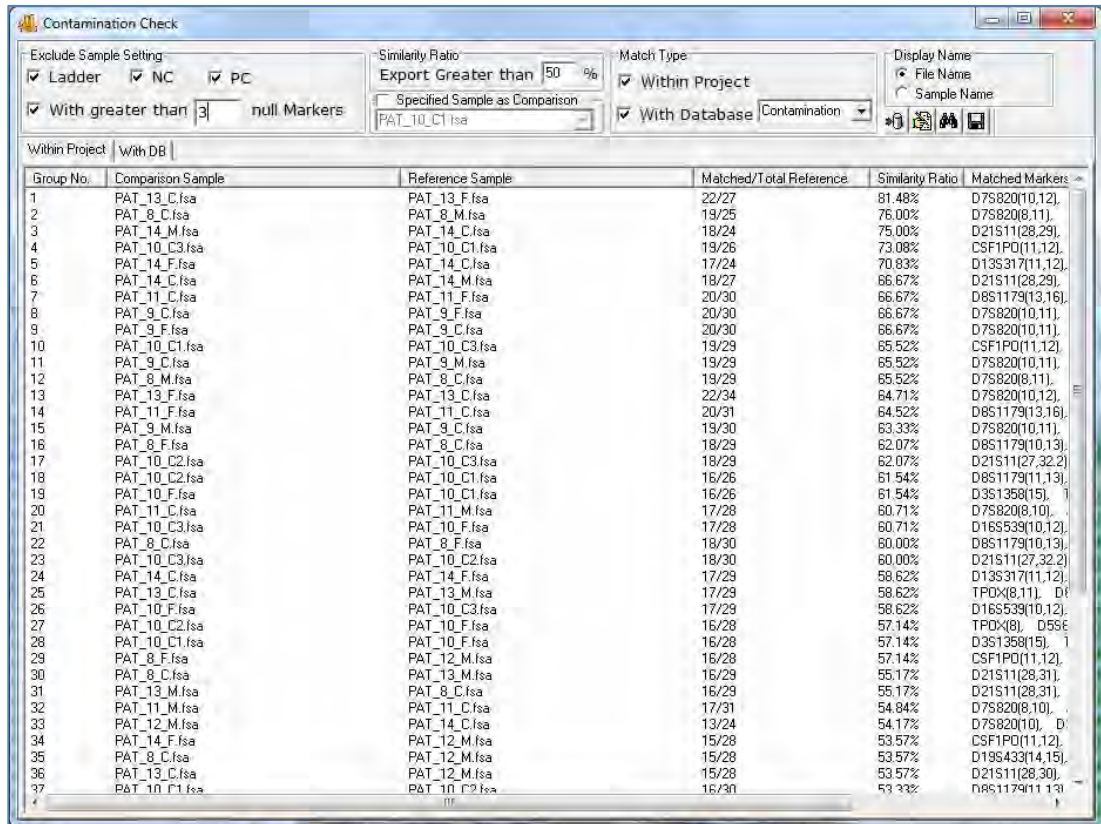 Contamination Check
Exclude Sample Setting
Ladder NC PC
With greater than 3 null Markers
Similarity Ratio
Export Greater than 50 %
Specified Sample as Comparison
PAT_10_C1.fsa
Match Type
Within Project
With Database Contamination
Display Name
File Name
Sample Name
Within Project With DB
Group No. Comparison Sample Reference Sample Matched/Total Reference Similarity Ratio Matched Markers
1 PAT_13_C.fsa PAT_13_F.fsa 22/27 81.48% D7S820(10,12),
2 PAT_8_C.fsa PAT_8_M.fsa 19/25 76.00% D7S820(8,11),
3 PAT_14_M.fsa PAT_14_C.fsa 18/24 75.00% D21S11(28,29),
4 PAT_10_C3.fsa PAT_10_C1.fsa 19/26 73.08% CSF1PO(11,12),
5 PAT_14_F.fsa PAT_14_C.fsa 17/24 70.83% D13S317(11,12),
6 PAT_14_C.fsa PAT_14_M.fsa 18/27 66.67% D21S11(28,29),
7 PAT_11_C.fsa PAT_11_F.fsa 20/30 66.67% D8S1179(13,16),
8 PAT_9_C.fsa PAT_9_F.fsa 20/30 66.67% D7S820(10,11),
9 PAT_9_F.fsa PAT_9_C.fsa 20/30 66.67% D7S820(10,11),
10 PAT_10_C1.fsa PAT_10_C3.fsa 19/29 65.52% CSF1PO(11,12),
11 PAT_9_C.fsa PAT_9_M.fsa 19/29 65.52% D7S820(10,11),
12 PAT_8_M.fsa PAT_8_C.fsa 19/29 65.52% D7S820(8,11),
13 PAT_13_F.fsa PAT_13_C.fsa 22/34 64.71% D7S820(10,12),
14 PAT_11_F.fsa PAT_11_C.fsa 20/31 64.52% D8S1179(13,16),
15 PAT_9_M.fsa PAT_9_C.fsa 19/30 63.33% D7S820(10,11),
16 PAT_8_F.fsa PAT_8_C.fsa 18/29 62.07% D8S1179(10,13),
17 PAT_10_C2.fsa PAT_10_C3.fsa 18/29 62.07% D21S11(27,32.2)
18 PAT_10_C2.fsa PAT_10_C1.fsa 16/26 61.54% D8S1179(11,13),
19 PAT_10_F.fsa PAT_10_C1.fsa 16/26 61.54% D3S1358(15),
20 PAT_11_C.fsa PAT_11_M.fsa 17/28 60.71% D7S820(8,10),
21 PAT_10_C3.fsa PAT_10_F.fsa 17/28 60.71% D16S539(10,12),
22 PAT_8_C.fsa PAT_8_F.fsa 18/30 60.00% D8S1179(10,13),
23 PAT_10_C3.fsa PAT_10_C2.fsa 18/30 60.00% D21S11(27,32.2)
24 PAT_14_C.fsa PAT_14_F.fsa 17/29 58.62% D13S317(11,12),
25 PAT_13_C.fsa PAT_13_M.fsa 17/29 58.62% TPOX(8,11),
26 PAT_10_F.fsa PAT_10_C3.fsa 17/29 58.62% D16S539(10,12),
27 PAT_10_C2.fsa PAT_10_F.fsa 16/28 57.14% TPOX(8), D5S
28 PAT_10_C1.fsa PAT_10_F.fsa 16/28 57.14% D3S1358(15),
29 PAT_8_F.fsa PAT_12_M.fsa 16/28 57.14% CSF1PO(11,12),
30 PAT_8_C.fsa PAT_13_M.fsa 16/29 55.17% D21S11(28,31),
31 PAT_13_M.fsa PAT_8_C.fsa 16/29 55.17% D21S11(28,31),
32 PAT_11_M.fsa PAT_11_C.fsa 17/31 54.84% D7S820(8,10),
33 PAT_12_M.fsa PAT_14_C.fsa 13/24 54.17% D7S820(10), D
34 PAT_14_F.fsa PAT_12_M.fsa 15/28 53.57% CSF1PO(11,12),
35 PAT_8_C.fsa PAT_12_M.fsa 15/28 53.57% D19S433(14,15),
36 PAT_13_C.fsa PAT_12_M.fsa 15/28 53.57% D21S11(28,30),
37 PAT_10_C1.fsa PAT_10_C2.fsa 16/30 53.33% D8S1179(11,13)